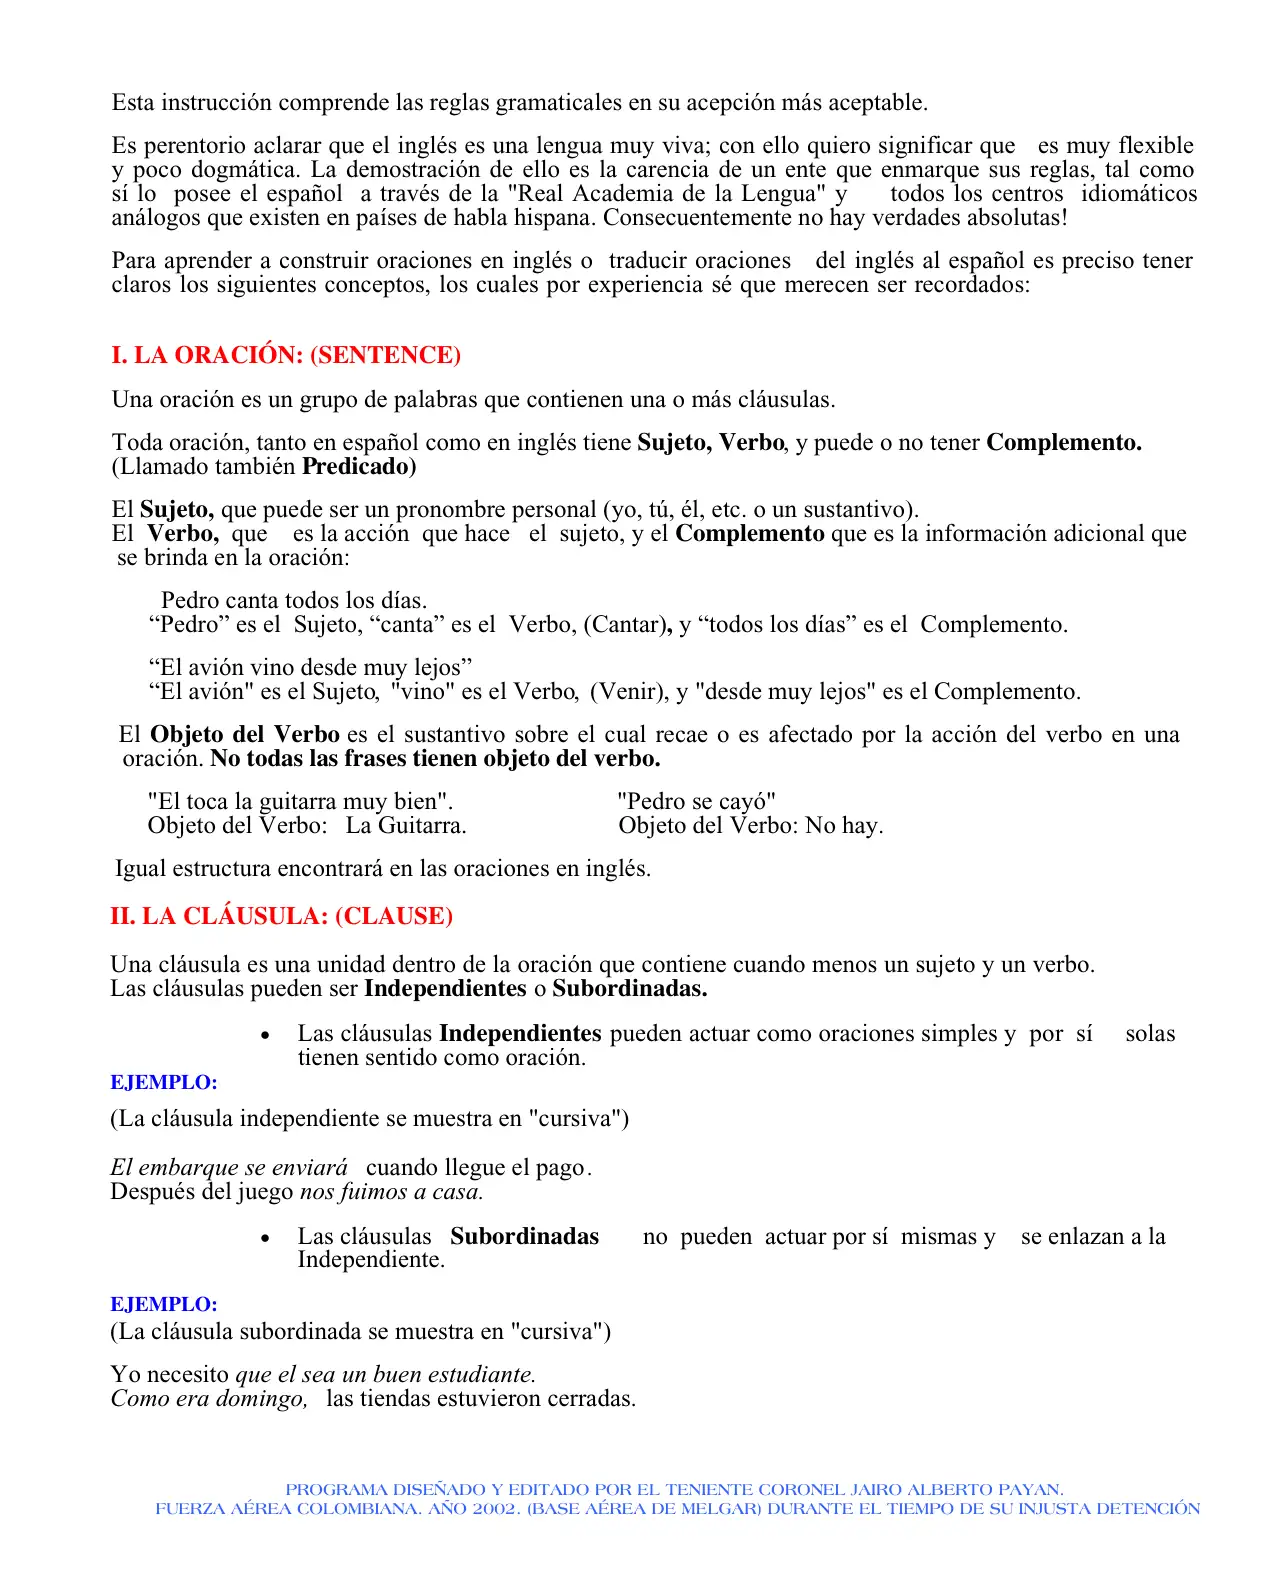 Esta instrucción comprende las reglas gramaticales en su acepción más aceptable.
Es perentorio aclarar que el inglés es una lengua muy viva; con ello quiero significar que es muy flexible
y poco dogmática. La demostración de ello es la carencia de un ente que enmarque sus reglas, tal como
sí lo posee el español a través de la "Real Academia de la Lengua" y todos los centros idiomáticos
análogos que existen en países de habla hispana. Consecuentemente no hay verdades absolutas!
Para aprender a construir oraciones en inglés o traducir oraciones del inglés al español es preciso tener
claros los siguientes conceptos, los cuales por experiencia sé que merecen ser recordados:
I. LA ORACIÓN: (SENTENCE)
Una oración es un grupo de palabras que contienen una o más cláusulas.
Toda oración, tanto en español como en inglés tiene Sujeto, Verbo, y puede o no tener Complemento.
(Llamado también Predicado)
El Sujeto, que puede ser un pronombre personal (yo, tú, él, etc. o un sustantivo).
El Verbo, que es la acción que hace el sujeto, y el Complemento que es la información adicional que
se brinda en la oración:
Pedro canta todos los días.
“Pedro” es el Sujeto, “canta” es el Verbo, (Cantar), y “todos los días” es el Complemento.
“El avión vino desde muy lejos”
“El avión" es el Sujeto, "vino" es el Verbo, (Venir), y "desde muy lejos" es el Complemento.
El Objeto del Verbo es el sustantivo sobre el cual recae o es afectado por la acción del verbo en una
oración. No todas las frases tienen objeto del verbo.
"El toca la guitarra muy bien". "Pedro se cayó"
Objeto del Verbo: La Guitarra. Objeto del Verbo: No hay.
Igual estructura encontrará en las oraciones en inglés.
II. LA CLÁUSULA: (CLAUSE)
Una cláusula es una unidad dentro de la oración que contiene cuando menos un sujeto y un verbo.
Las cláusulas pueden ser Independientes o Subordinadas.
• Las cláusulas Independientes pueden actuar como oraciones simples y por sí solas
tienen sentido como oración.
EJEMPLO:
(La cláusula independiente se muestra en "cursiva")
El embarque se enviará cuando llegue el pago.
Después del juego nos fuimos a casa.
• Las cláusulas Subordinadas no pueden actuar por sí mismas y se enlazan a la
Independiente.
EJEMPLO:
(La cláusula subordinada se muestra en "cursiva")
Yo necesito que el sea un buen estudiante.
Como era domingo, las tiendas estuvieron cerradas.
PROGRAMA DISEÑADO Y EDITADO POR EL TENIENTE CORONEL JAIRO ALBERTO PAYAN.
FUERZA AÉREA COLOMBIANA. AÑO 2002. (BASE AÉREA DE MELGAR) DURANTE EL TIEMPO DE SU INJUSTA DETENCIÓN